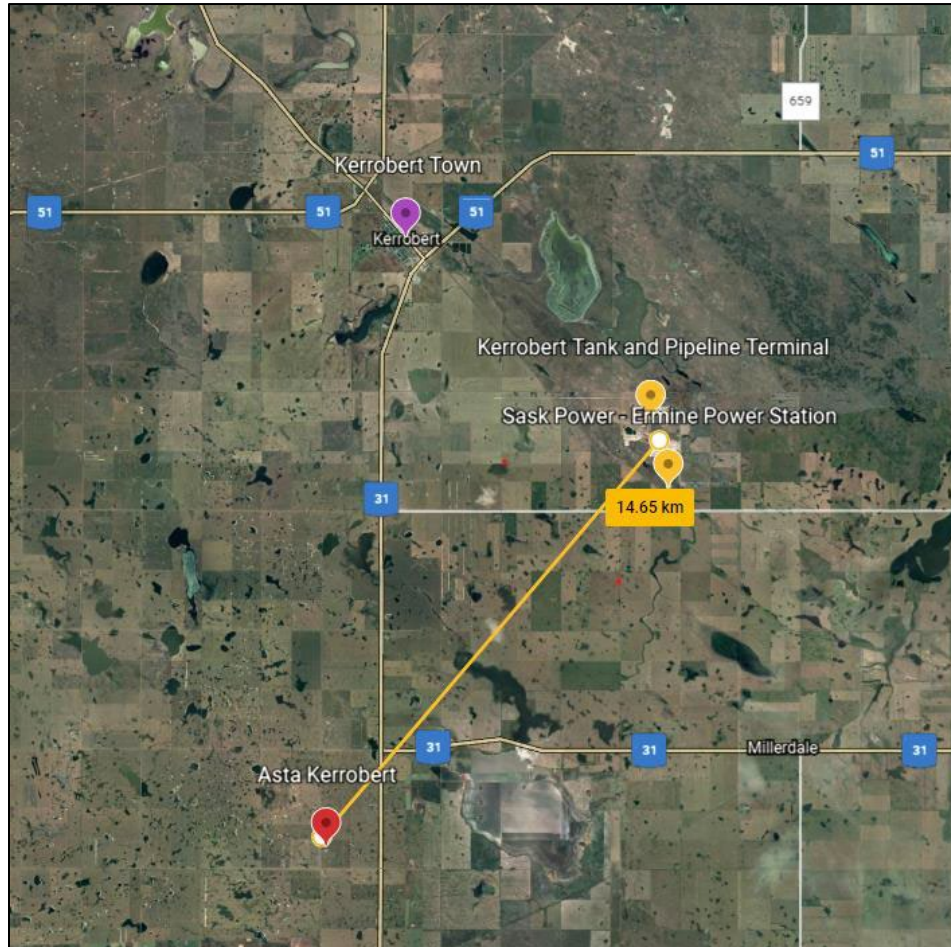 659
51
Kerrobert Town
51
51
51
Kerrobert
Kerrobert Tank and Pipeline Terminal
Sask Power - Ermine Power Station
31
14.65 km
31
31
Millerdale
31
Asta Kerrobert